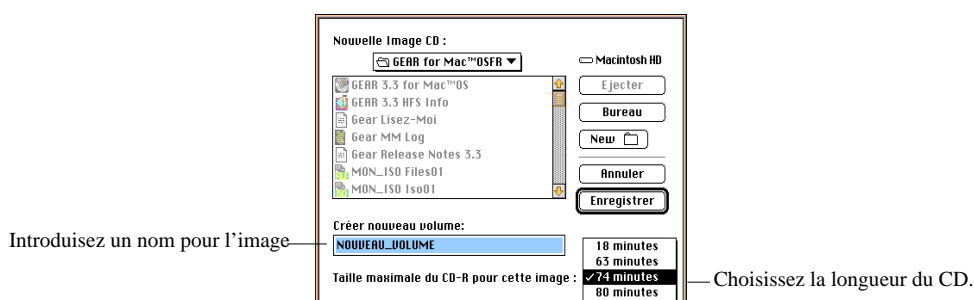 Nouvelle Image CD :
GEAR for Mac™OSFR
Macintosh HD
GEAR 3.3 for Mac™OS
GEAR 3.3 HFS Info
Gear Lisez-Moi
Gear MM Log
Gear Release Notes 3.3
MON_ISO Files01
MON_ISO Iso01
Ejecter
Bureau
New
Annuler
Enregistrer
Créer nouveau volume:
Introduisez un nom pour l’image
NOUVEAU_VOLUME
Taille maximale du CD-R pour cette image :
18 minutes
63 minutes
✓74 minutes
80 minutes
Choisissez la longueur du CD.